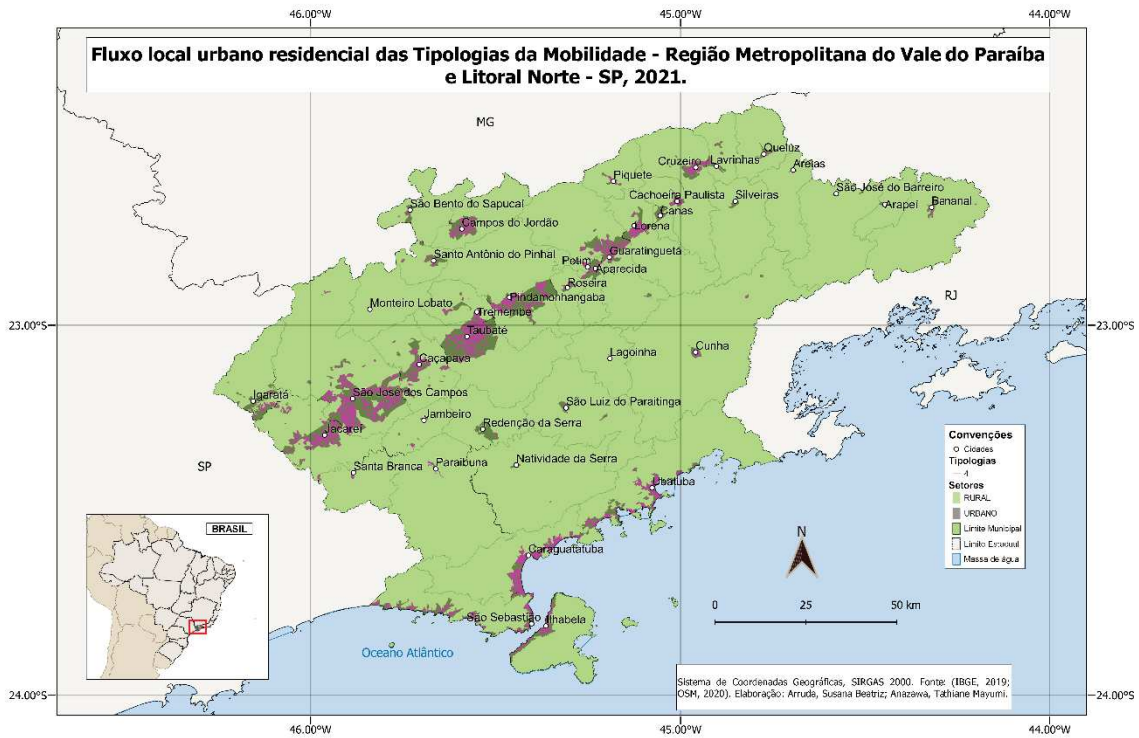 46.00°W
45.00°W
44.00°W
Fluxo local urbano residencial das Tipologias da Mobilidade - Região Metropolitana do Vale do Paraíba
e Litoral Norte - SP, 2021.
MG
Queluz
Cruzeiro
Lavrinhas
Areias
Piquete
São José do Barreiro
Cachoeira Paulista
Silveiras
Arapeí
Bananal
São Bento do Sapucaí
Canas
Campos do Jordão
Lorena
Guaratinguetá
Santo Antônio do Pinhal
Potim
Aparecida
Roseira
RJ
Monteiro Lobato
Pindamonhangaba
Tremembé
23.00°S
23.00°S
Taubaté
Cunha
Lagoinha
Caçapava
Igaratá
São José dos Campos
São Luiz do Paraitinga
Jambeiro
Jacareí
Redenção da Serra
Convenções
Cidades
Tipologias
4
Setores
RURAL
URBANO
Limite Municipal
Limite Estadual
Massa de água
SP
Santa Branca
Paraibuna
Natividade da Serra
Ubatuba
BRASIL
N
Caraguatatuba
0
25
50 km
São Sebastião
Ilhabela
Oceano Atlântico
Sistema de Coordenadas Geográficas, SIRGAS 2000. Fonte: (IBGE, 2019;
OSM, 2020). Elaboração: Arruda, Susana Beatriz; Anazawa, Tathiane Mayumi.
24.00°S
24.00°S
46.00°W
45.00°W
44.00°W